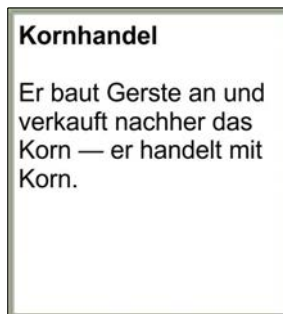 Kornhandel
Er baut Gerste an und
verkauft nachher das
Korn — er handelt mit
Korn.